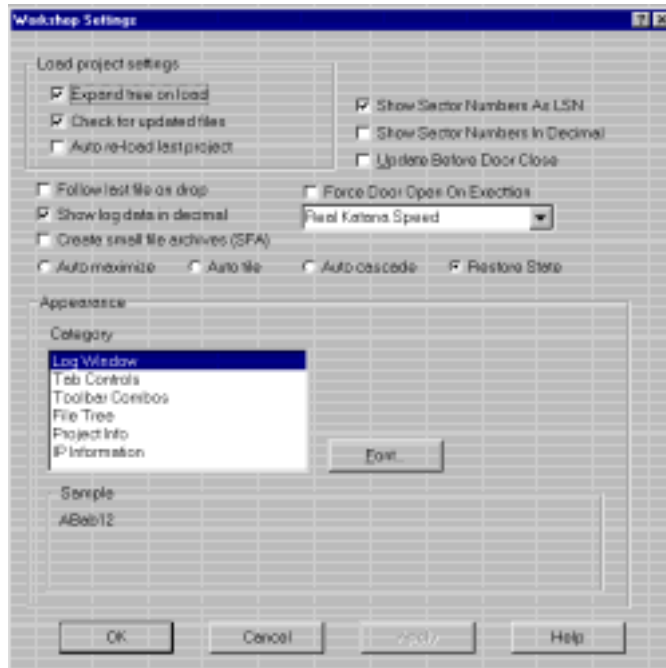 Workshop Settings
Load project settings
Expand tree on load
Check for updated files
Auto re-load last project
Show Sector Numbers As LSN
Show Sector Numbers In Decimal
Update Before Door Close
Follow last file on drop
Force Door Open On Exection
Show log data in decimal
Real Katana Speed
Create small file archives (SFA)
Auto maximize Auto tile Auto cascade Restore State
Appearance
Category
Log Window
Tab Controls
Toolbar Combos
File Tree
Project Info
IP Information
Font...
Sample
ABab12
OK Cancel Apply Help